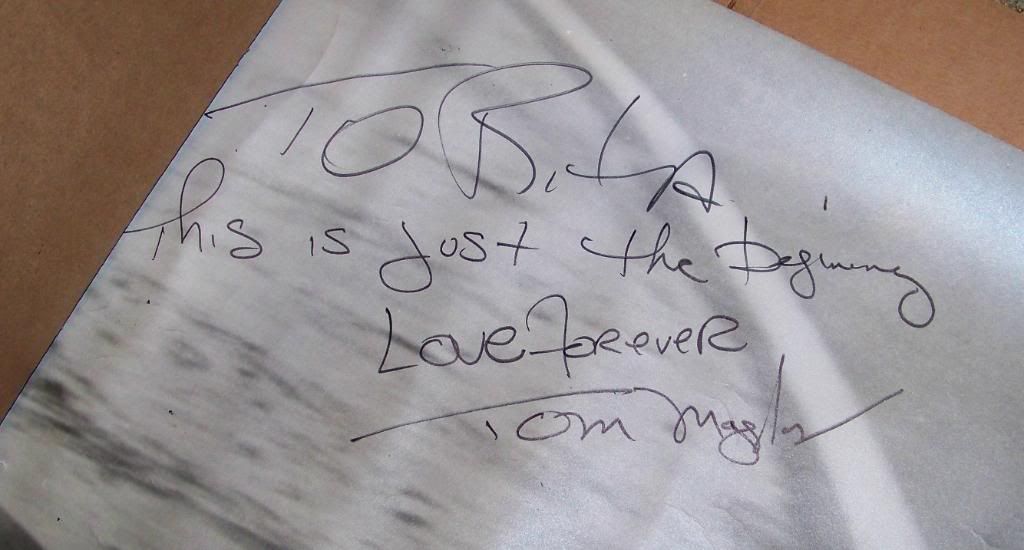 TO Rita
This is Just the Beginning
Love Forever
Tom